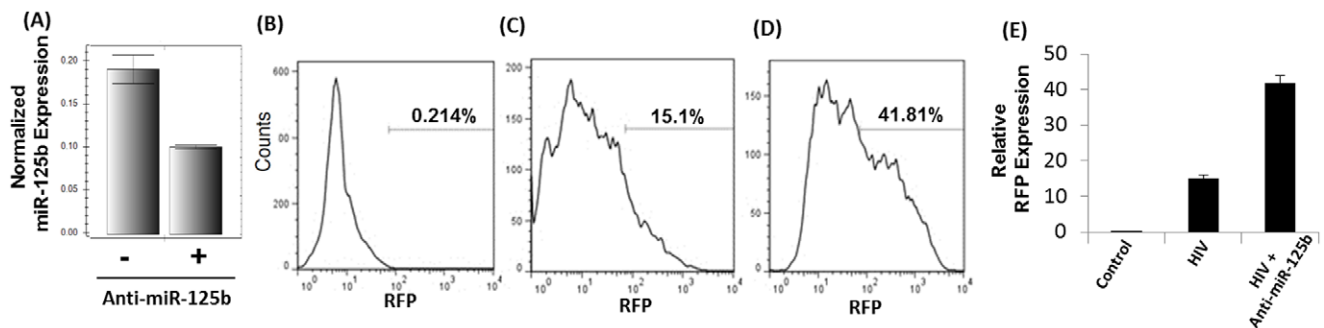 (A)
Normalized
miR-125b Expression
0.20
0.15
0.10
0.05
0.00
- +
Anti-miR-125b
(B)
Counts
600
00
00
0
0.214%
10^0 10^1 10^2 10^3 10^4
RFP
(C)
200
150
100
50
0
15.1%
10^0 10^1 10^2 10^3 10^4
RFP
(D)
150
100
50
0
41.81%
10^0 10^1 10^2 10^3 10^4
RFP
(E)
Relative
RFP Expression
50
40
30
20
10
0
Control
HIV
HIV +
Anti-miR-125b